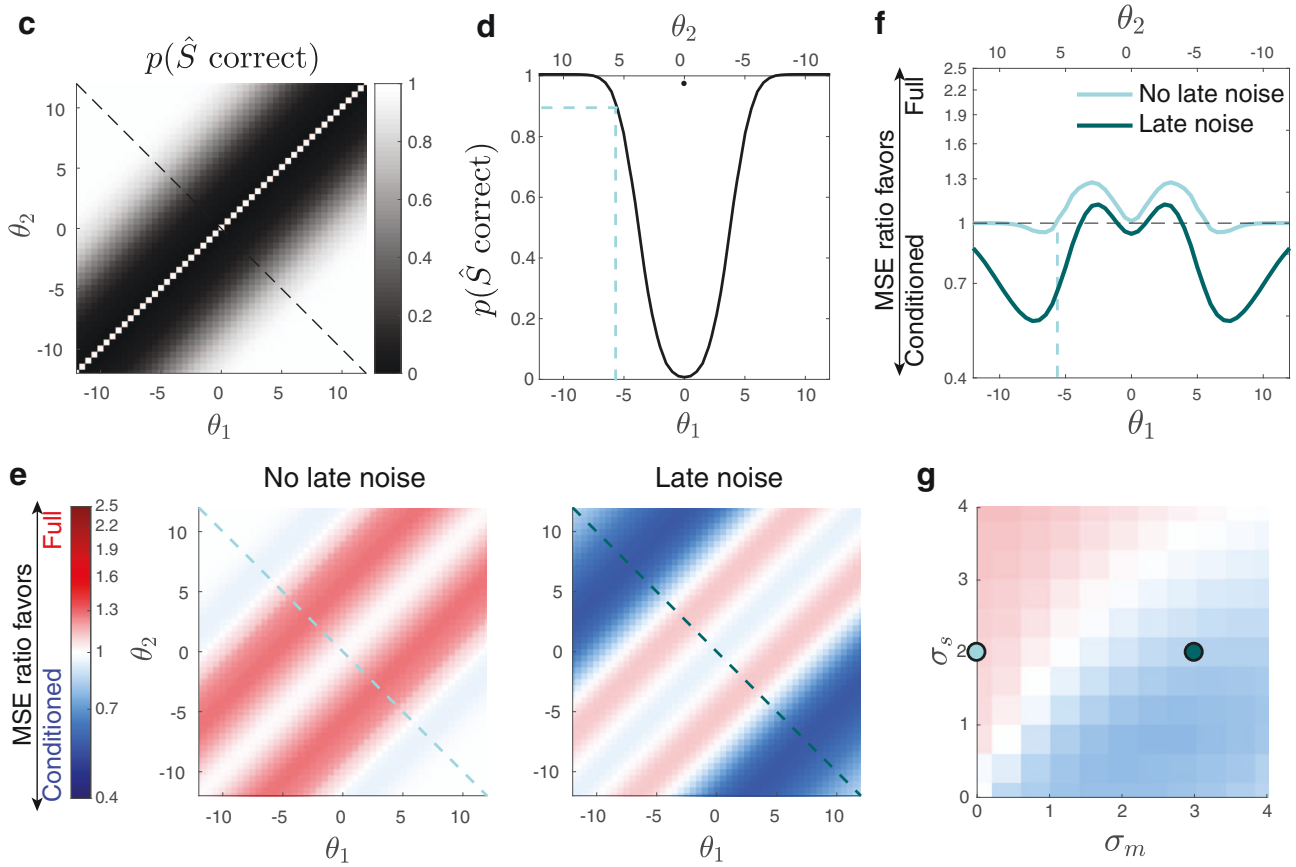 c
p(Ŝ correct)
10
5
0
-5
-10
θ₂
-10 -5 0 5 10
θ₁
1
0.8
0.6
0.4
0.2
0
d
θ₂
10 5 0 -5 -10
1
0.8
0.6
0.4
0.2
0
p(Ŝ correct)
-10 -5 0 5 10
θ₁
f
θ₂
10 5 0 -5 -10
MSE ratio favors
Full
Conditioned
2.5
2.2
1.9
1.6
1.3
1
0.7
0.4
No late noise
Late noise
-10 -5 0 5 10
θ₁
e
MSE ratio favors
Full
Conditioned
2.5
2.2
1.9
1.6
1.3
1
0.7
0.4
No late noise
10
5
0
-5
-10
θ₂
-10 -5 0 5 10
θ₁
Late noise
10
5
0
-5
-10
-10 -5 0 5 10
θ₁
g
4
3
2
1
0
σₛ
0 1 2 3 4
σₘ